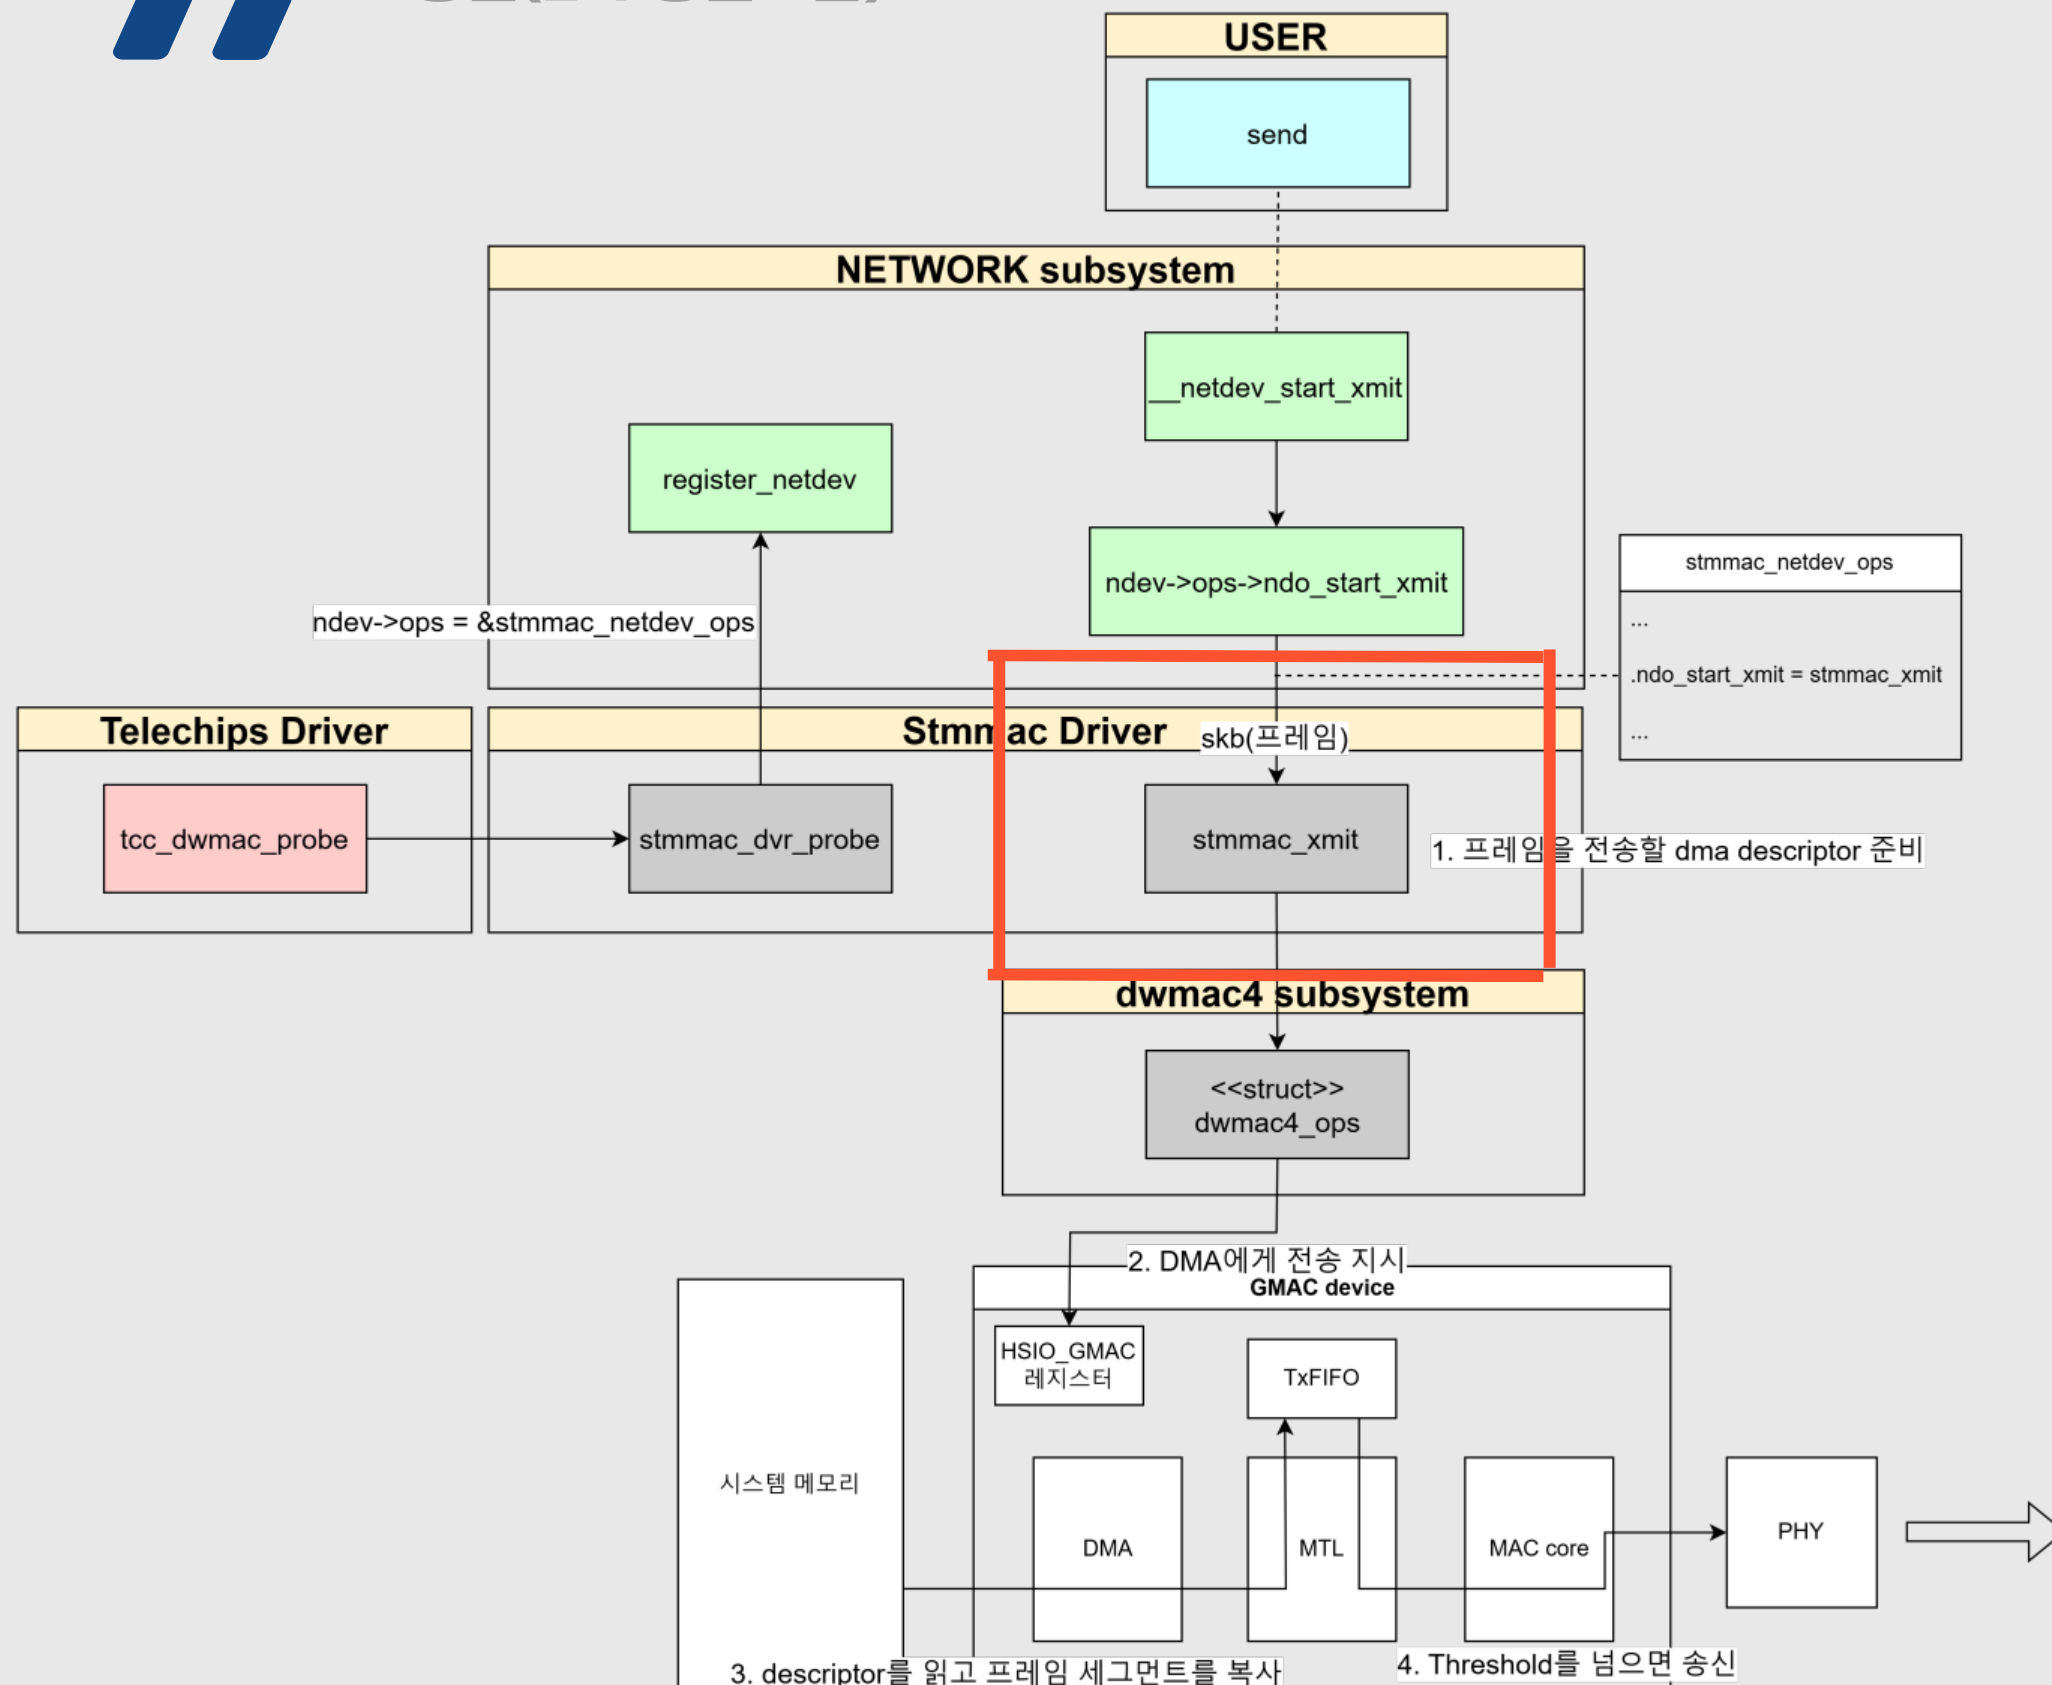 USER
send
NETWORK subsystem
__netdev_start_xmit
register_netdev
ndev->ops->ndo_start_xmit
stmmac_netdev_ops
...
.ndo_start_xmit = stmmac_xmit
...
ndev->ops = &stmmac_netdev_ops
Telechips Driver
Stmmac Driver
skb(프레임)
tcc_dwmac_probe
stmmac_dvr_probe
stmmac_xmit
1. 프레임을 전송할 dma descriptor 준비
dwmac4 subsystem
<<struct>>
dwmac4_ops
2. DMA에게 전송 지시
GMAC device
HSIO_GMAC
레지스터
TxFIFO
시스템 메모리
DMA
MTL
MAC core
PHY
3. descriptor를 읽고 프레임 세그먼트를 복사
4. Threshold를 넘으면 송신